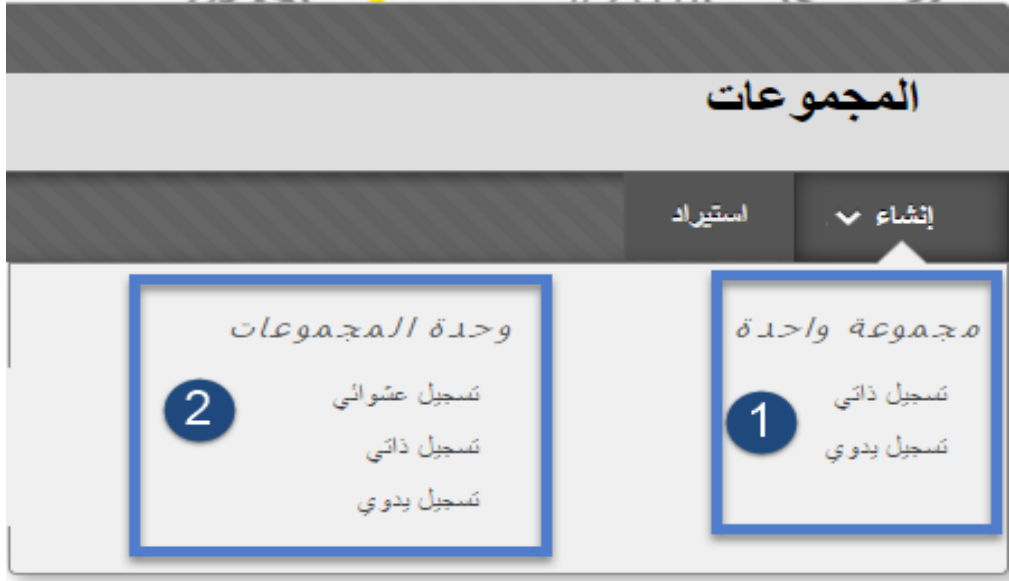 المجموعات
إنشاء
استيراد
مجموعة واحدة
تسجيل ذاتي
تسجيل يدوي
1
وحدة المجموعات
تسجيل عشوائي
تسجيل ذاتي
تسجيل يدوي
2